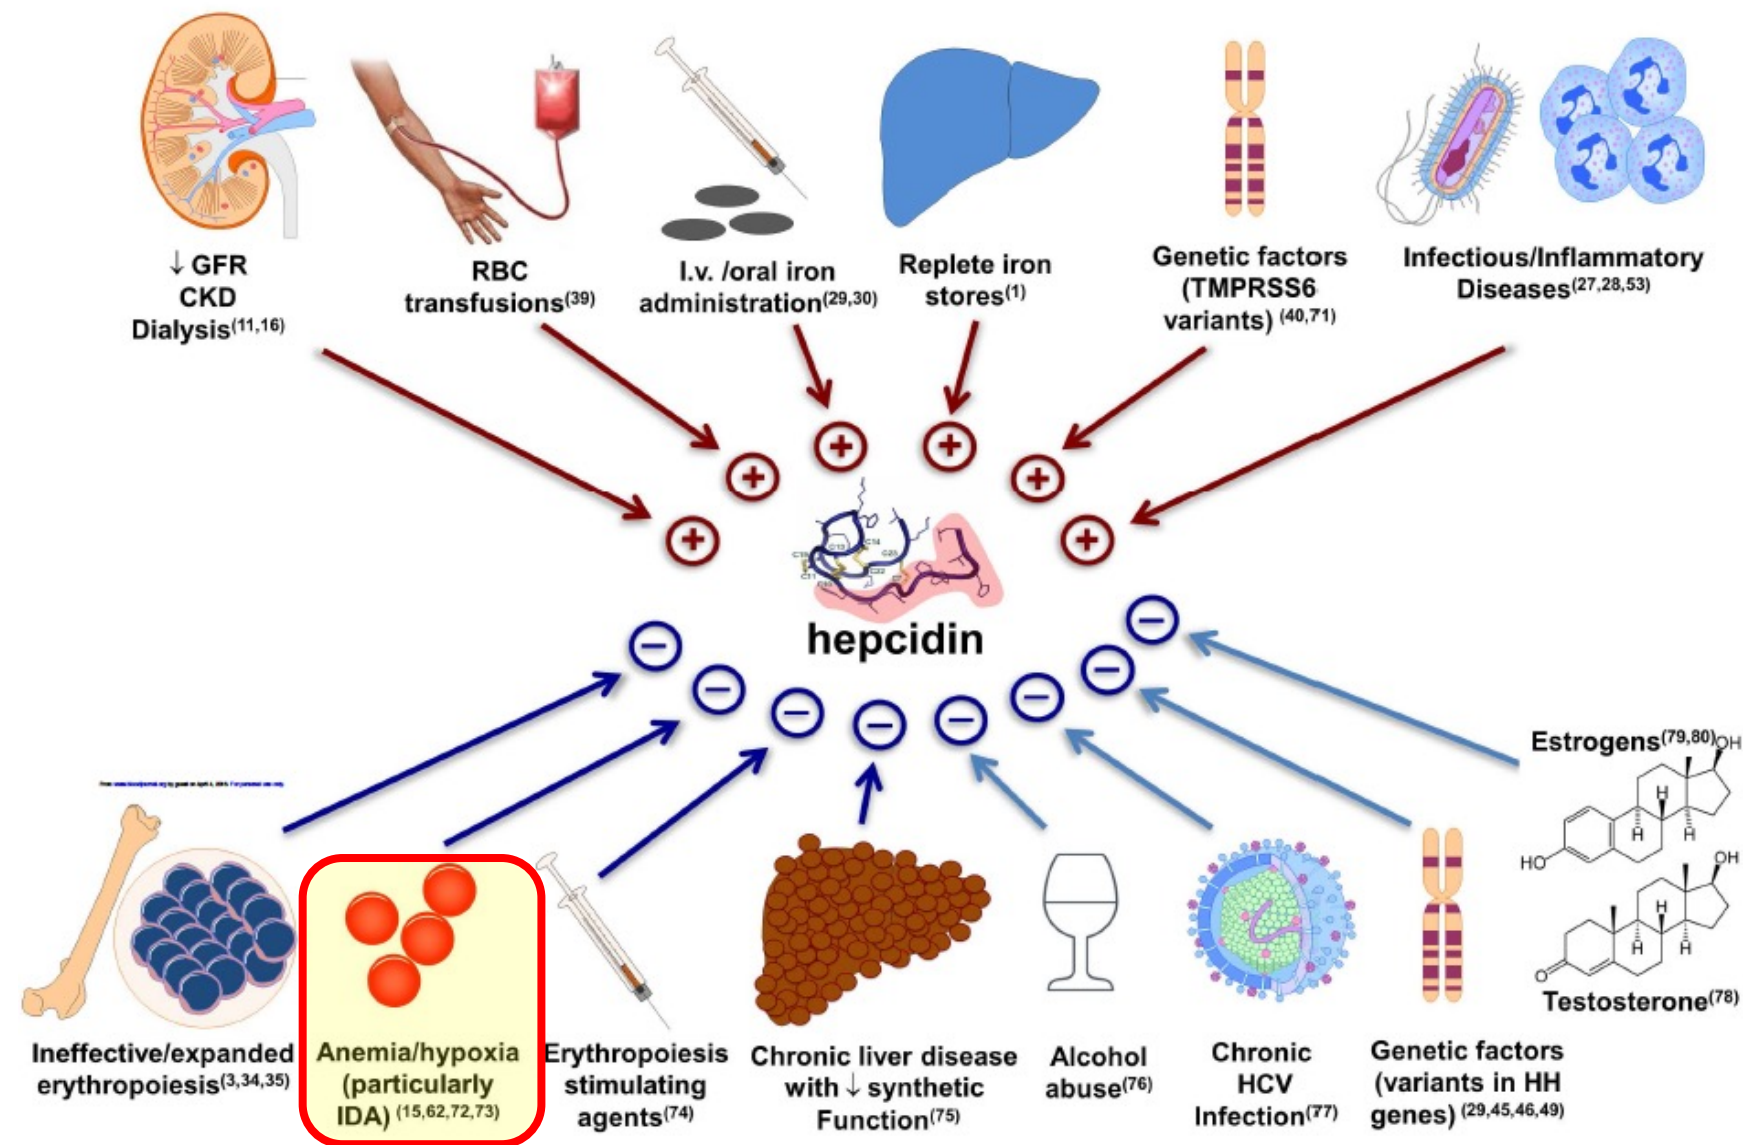 ↓ GFR
CKD
Dialysis(11,16)
RBC
transfusions(39)
I.v. /oral iron
administration(29,30)
Replete iron
stores(1)
Genetic factors
(TMPRSS6
variants) (40,71)
Infectious/Inflammatory
Diseases(27,28,53)
+
+
+
+
+
+
C14
C22
C11
hepcidin
−
−
−
−
−
−
−
−
Ineffective/expanded
erythropoiesis(3,34,35)
Anemia/hypoxia
(particularly
IDA) (15,62,72,73)
Erythropoiesis
stimulating
agents(74)
Chronic liver disease
with ↓ synthetic
Function(75)
Alcohol
abuse(76)
Chronic
HCV
Infection(77)
Genetic factors
(variants in HH
genes) (29,45,46,49)
Estrogens(79,80)
OH
H
H
H
HO
OH
H
H
H
O
Testosterone(78)